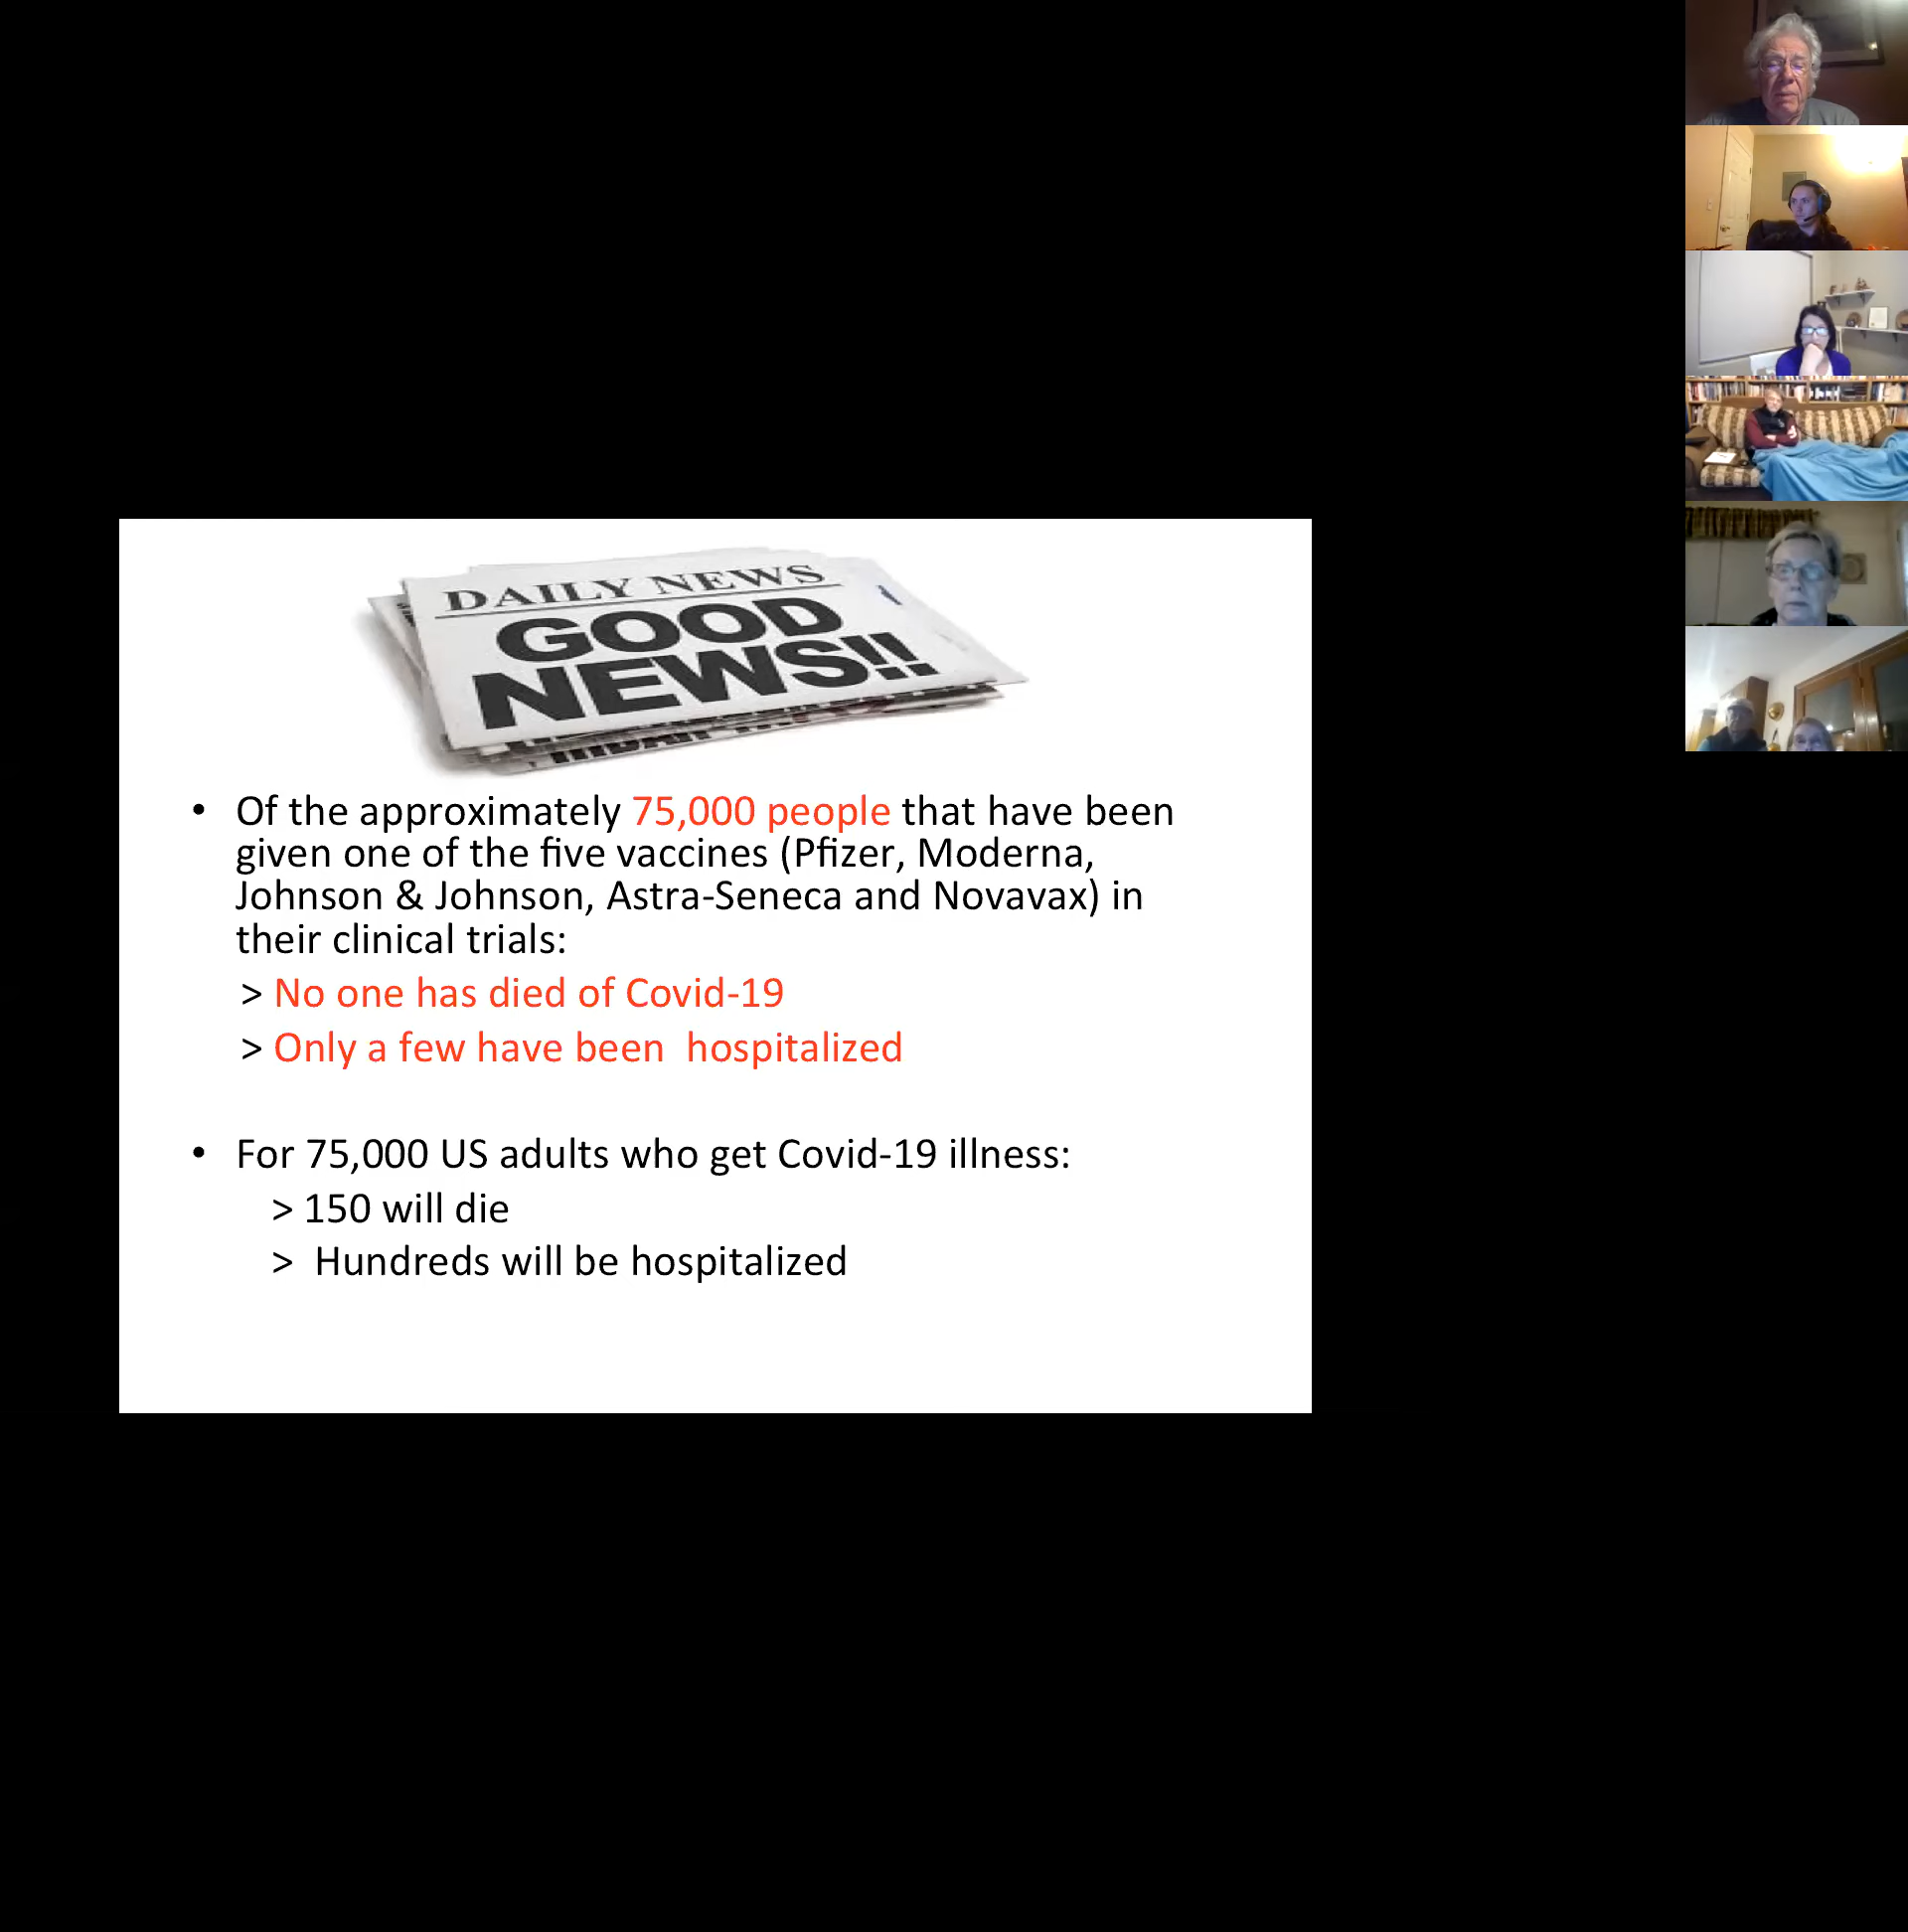 DAILY NEWS
GOOD
NEWS!!
• Of the approximately 75,000 people that have been
given one of the five vaccines (Pfizer, Moderna,
Johnson & Johnson, Astra-Seneca and Novavax) in
their clinical trials:
> No one has died of Covid-19
> Only a few have been  hospitalized
• For 75,000 US adults who get Covid-19 illness:
> 150 will die
>  Hundreds will be hospitalized